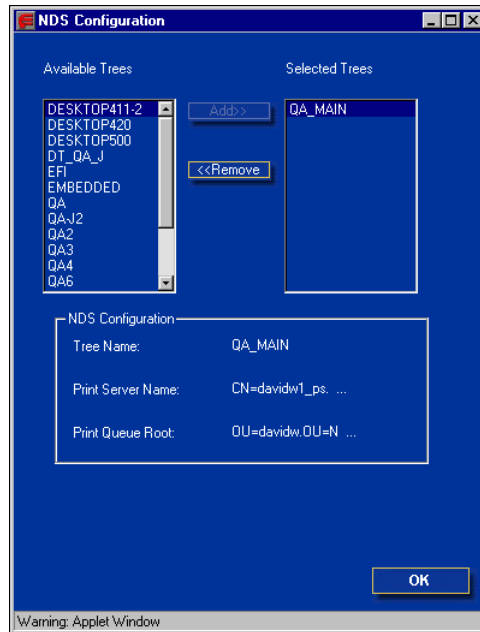 NDS Configuration
Available Trees
Selected Trees
DESKTOP411-2
DESKTOP420
DESKTOP500
DT_QA_J
EFI
EMBEDDED
QA
QAJ2
QA2
QA3
QA4
QA6
Add>>
<<Remove
QA_MAIN
NDS Configuration
Tree Name: QA_MAIN
Print Server Name: CN=davidw1_ps. ...
Print Queue Root: OU=davidw.OU=N ...
OK
Warning: Applet Window